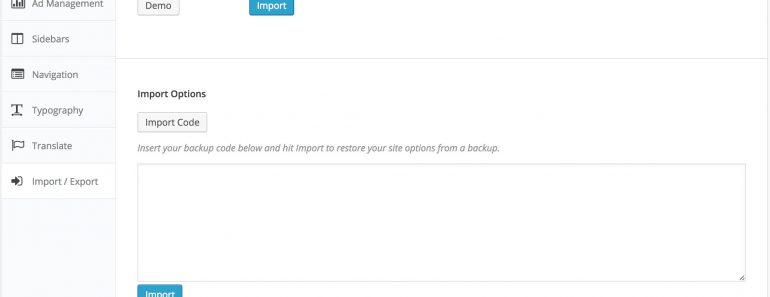 Ad Management
Sidebars
Navigation
Typography
Translate
Import / Export
Demo
Import
Import Options
Import Code
Insert your backup code below and hit Import to restore your site options from a backup.
Import